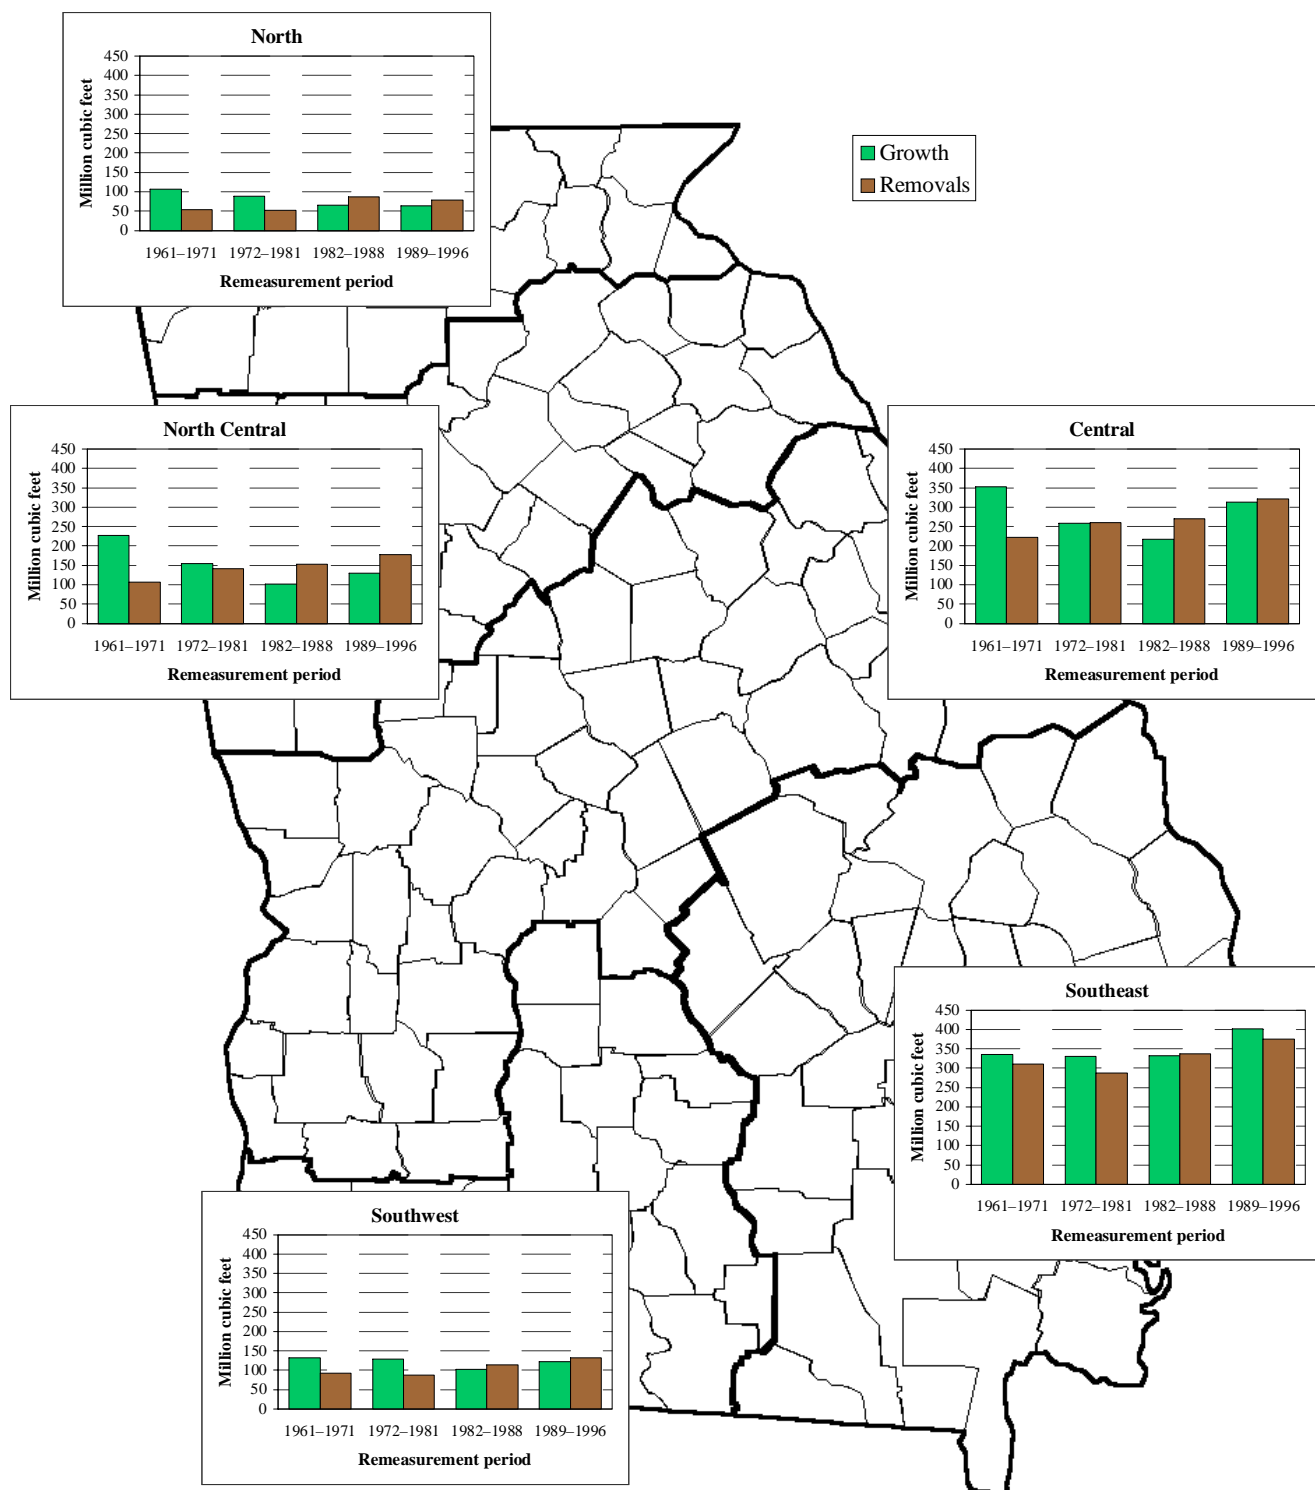 North
Million cubic feet
450
400
350
300
250
200
150
100
50
0
1961–1971 1972–1981 1982–1988 1989–1996
Remeasurement period
Growth
Removals
North Central
Million cubic feet
450
400
350
300
250
200
150
100
50
0
1961–1971 1972–1981 1982–1988 1989–1996
Remeasurement period
Central
Million cubic feet
450
400
350
300
250
200
150
100
50
0
1961–1971 1972–1981 1982–1988 1989–1996
Remeasurement period
Southeast
Million cubic feet
450
400
350
300
250
200
150
100
50
0
1961–1971 1972–1981 1982–1988 1989–1996
Remeasurement period
Southwest
Million cubic feet
450
400
350
300
250
200
150
100
50
0
1961–1971 1972–1981 1982–1988 1989–1996
Remeasurement period